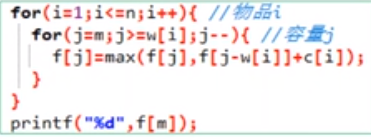 for(i=1;i<=n;i++){ //物品i
for(j=m;j>=w[i];j--){ //容量j
f[j]=max(f[j],f[j-w[i]]+c[i]);
}
}
printf("%d",f[m]);